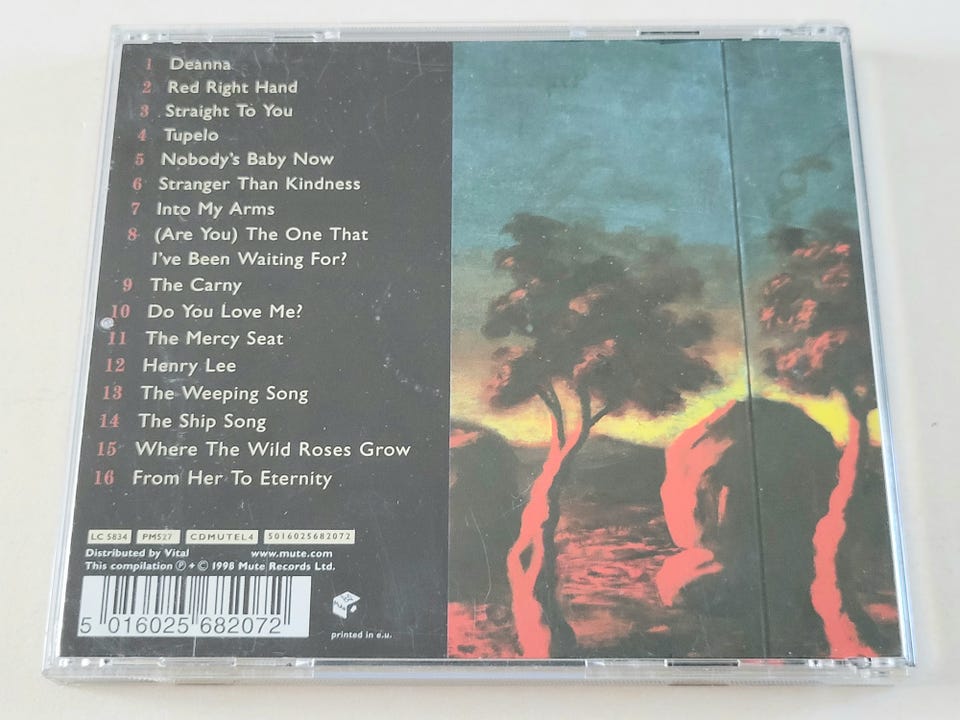 1 Deanna
2 Red Right Hand
3 Straight To You
4 Tupelo
5 Nobody's Baby Now
6 Stranger Than Kindness
7 Into My Arms
8 (Are You) The One That
I've Been Waiting For?
9 The Carny
10 Do You Love Me?
11 The Mercy Seat
12 Henry Lee
13 The Weeping Song
14 The Ship Song
15 Where The Wild Roses Grow
16 From Her To Eternity
LC 5834 PM527 CDMUTEL4 5016025682072
Distributed by Vital www.mute.com
This compilation ℗ + © 1998 Mute Records Ltd.
5 016025 682072
printed in e.u.